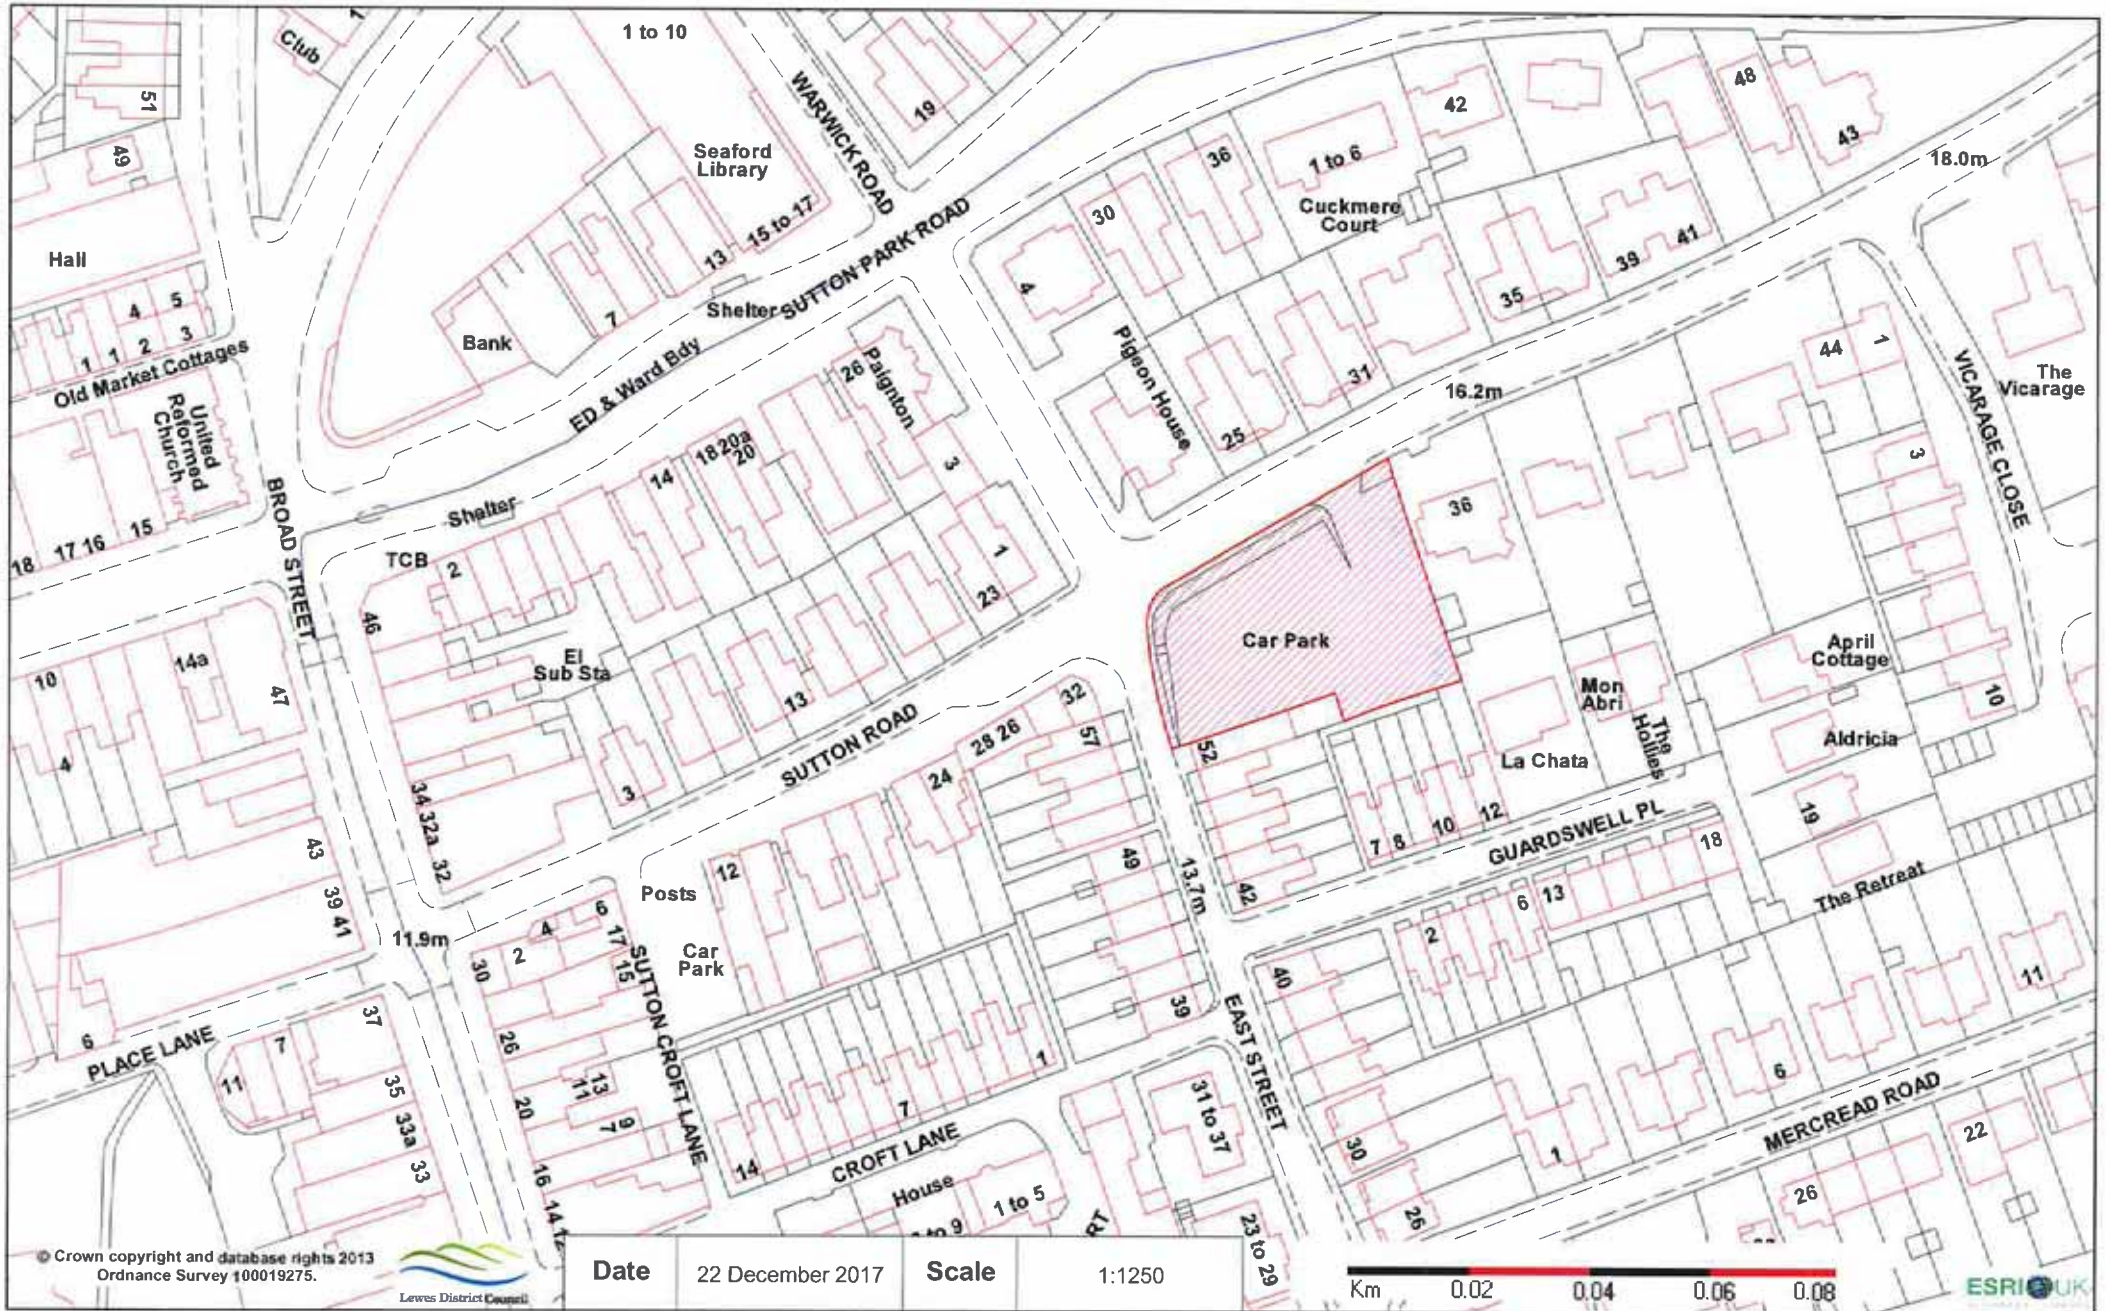 1
Club
1 to 10
WARWICK ROAD
19
51
49
Seaford
Library
15 to 17
13
Hall
4
5
1
1
2
3
Old Market Cottages
United
Reformed
Church
Bank
7
Shelter
SUTTON PARK ROAD
ED & Ward Bdy
4
30
36
1 to 6
Cuckmere
Court
42
48
43
18.0m
39
41
35
Pigeon House
25
31
16.2m
44
1
VICARAGE CLOSE
The
Vicarage
3
18
17 16
15
BROAD STREET
Shelter
TCB
2
14
18
20a
20
26
Paignton
3
1
23
46
El
Sub Sta
13
3
36
Car Park
10
4
14a
47
34
32a
32
SUTTON ROAD
32
28 26
24
57
52
La Chata
Mon
Abri
The
Hollies
April
Cottage
Aldricia
10
7
8
10
12
GUARDSWELL PL
18
19
The Retreat
43
39
41
11.9m
Posts
12
Car
Park
49
13.7m
42
2
6
13
2
4
6
17
15
SUTTON CROFT LANE
30
39
40
11
EAST STREET
6
PLACE LANE
11
7
37
35
33a
33
26
20
13
11
9
7
16
14
12
14
7
1
CROFT LANE
House
1 to 5
31 to 37
30
26
1
6
MERCREAD ROAD
22
26
23 to 29
RT
© Crown copyright and database rights 2013
Ordnance Survey 100019275.
Lewes District Council
Date
22 December 2017
Scale
1:1250
Km
0.02
0.04
0.06
0.08
ESRI UK